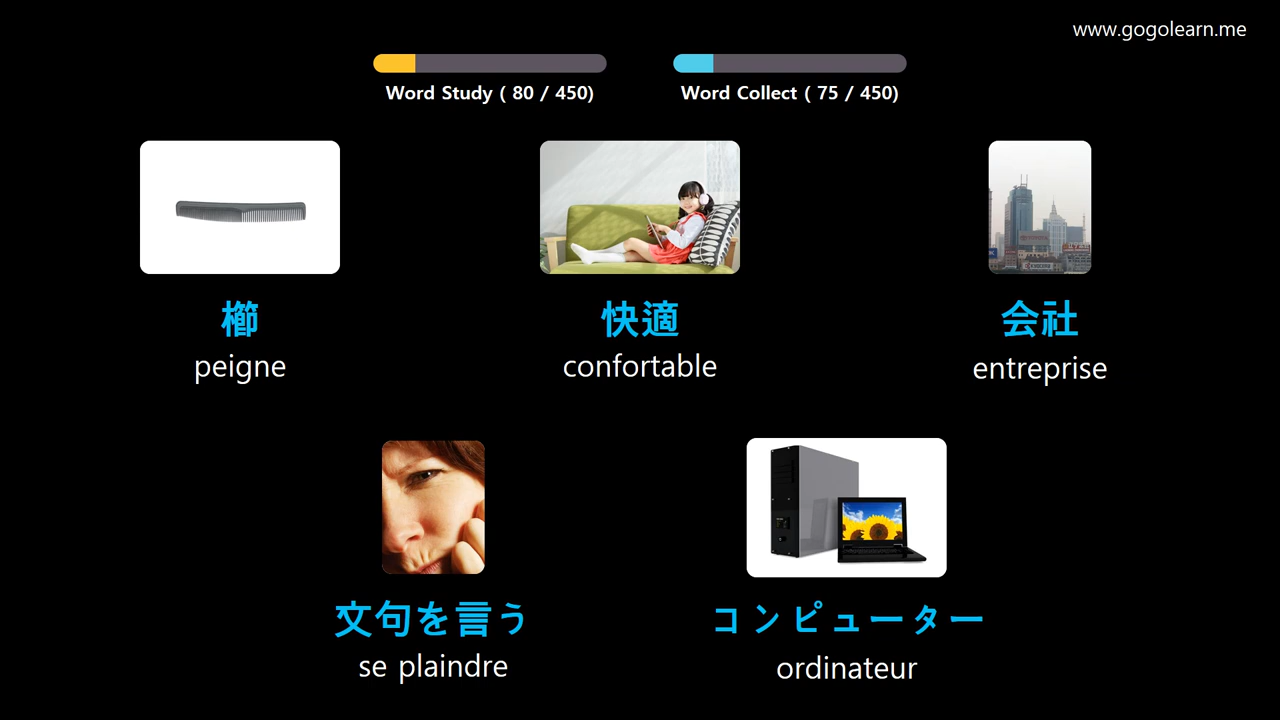 www.gogolearn.me
Word Study ( 80 / 450)
Word Collect ( 75 / 450)
櫛
peigne
快適
confortable
会社
entreprise
文句を言う
se plaindre
コンピューター
ordinateur